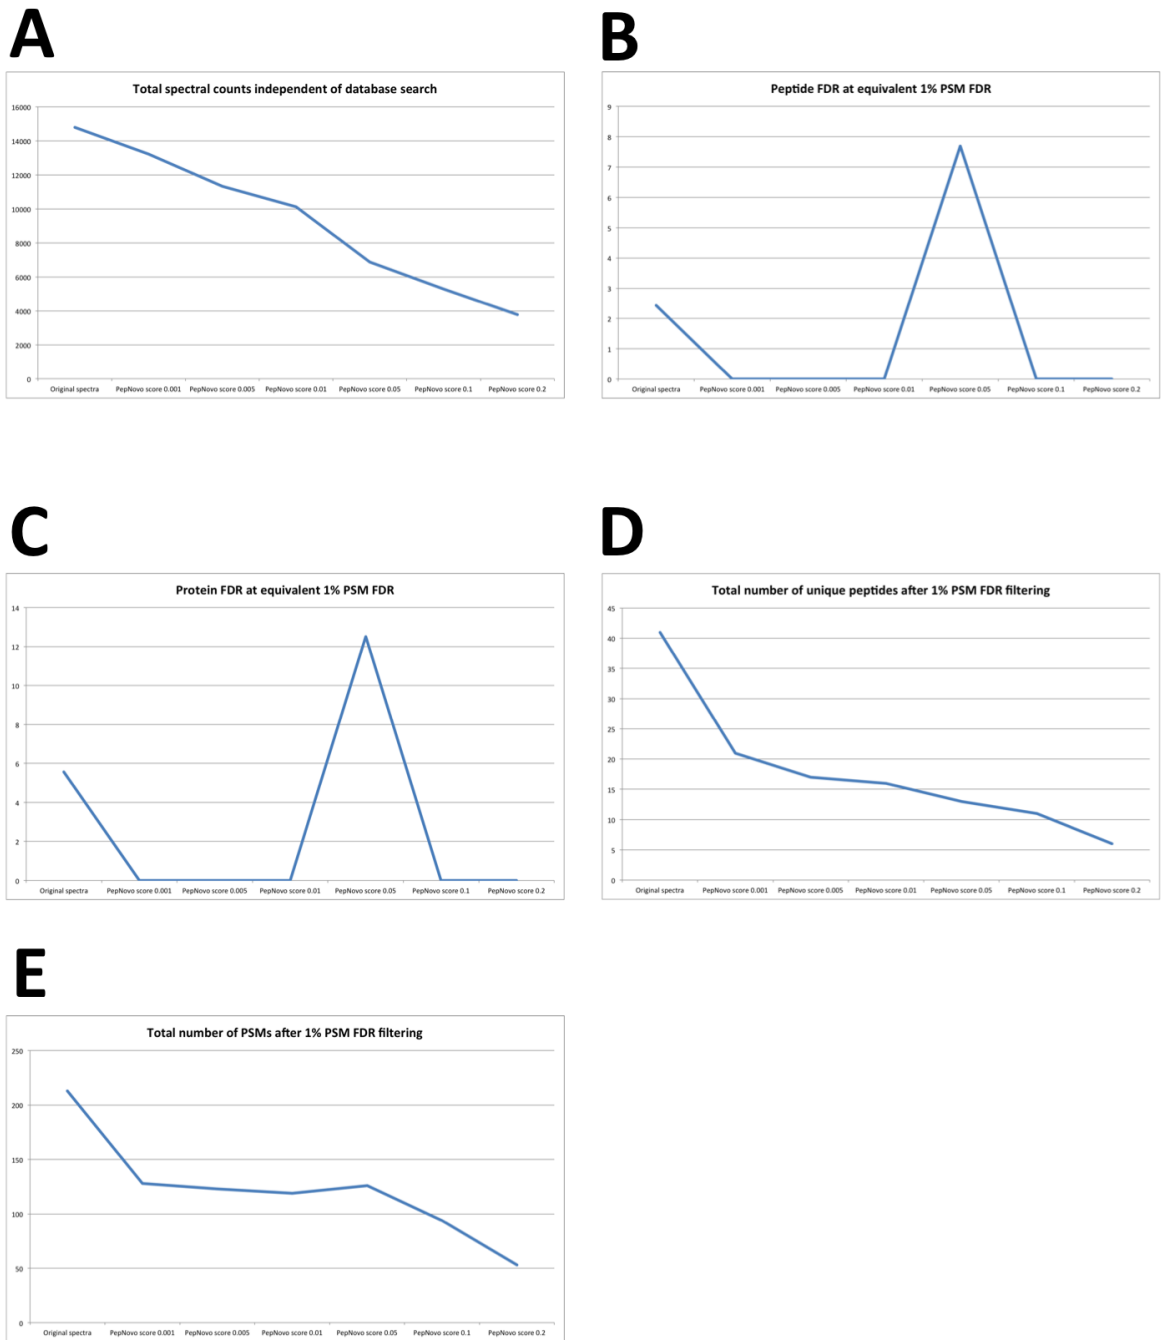 A
Total spectral counts independent of database search
16000
14000
12000
10000
8000
6000
4000
2000
0
Original spectra PepNovo score 0.001 PepNovo score 0.005 PepNovo score 0.01 PepNovo score 0.05 PepNovo score 0.1 PepNovo score 0.2
B
Peptide FDR at equivalent 1% PSM FDR
9
8
7
6
5
4
3
2
1
0
Original spectra PepNovo score 0.001 PepNovo score 0.005 PepNovo score 0.01 PepNovo score 0.05 PepNovo score 0.1 PepNovo score 0.2
C
Protein FDR at equivalent 1% PSM FDR
14
12
10
8
6
4
2
0
Original spectra PepNovo score 0.001 PepNovo score 0.005 PepNovo score 0.01 PepNovo score 0.05 PepNovo score 0.1 PepNovo score 0.2
D
Total number of unique peptides after 1% PSM FDR filtering
45
40
35
30
25
20
15
10
5
0
Original spectra PepNovo score 0.001 PepNovo score 0.005 PepNovo score 0.01 PepNovo score 0.05 PepNovo score 0.1 PepNovo score 0.2
E
Total number of PSMs after 1% PSM FDR filtering
250
200
150
100
50
0
Original spectra PepNovo score 0.001 PepNovo score 0.005 PepNovo score 0.01 PepNovo score 0.05 PepNovo score 0.1 PepNovo score 0.2